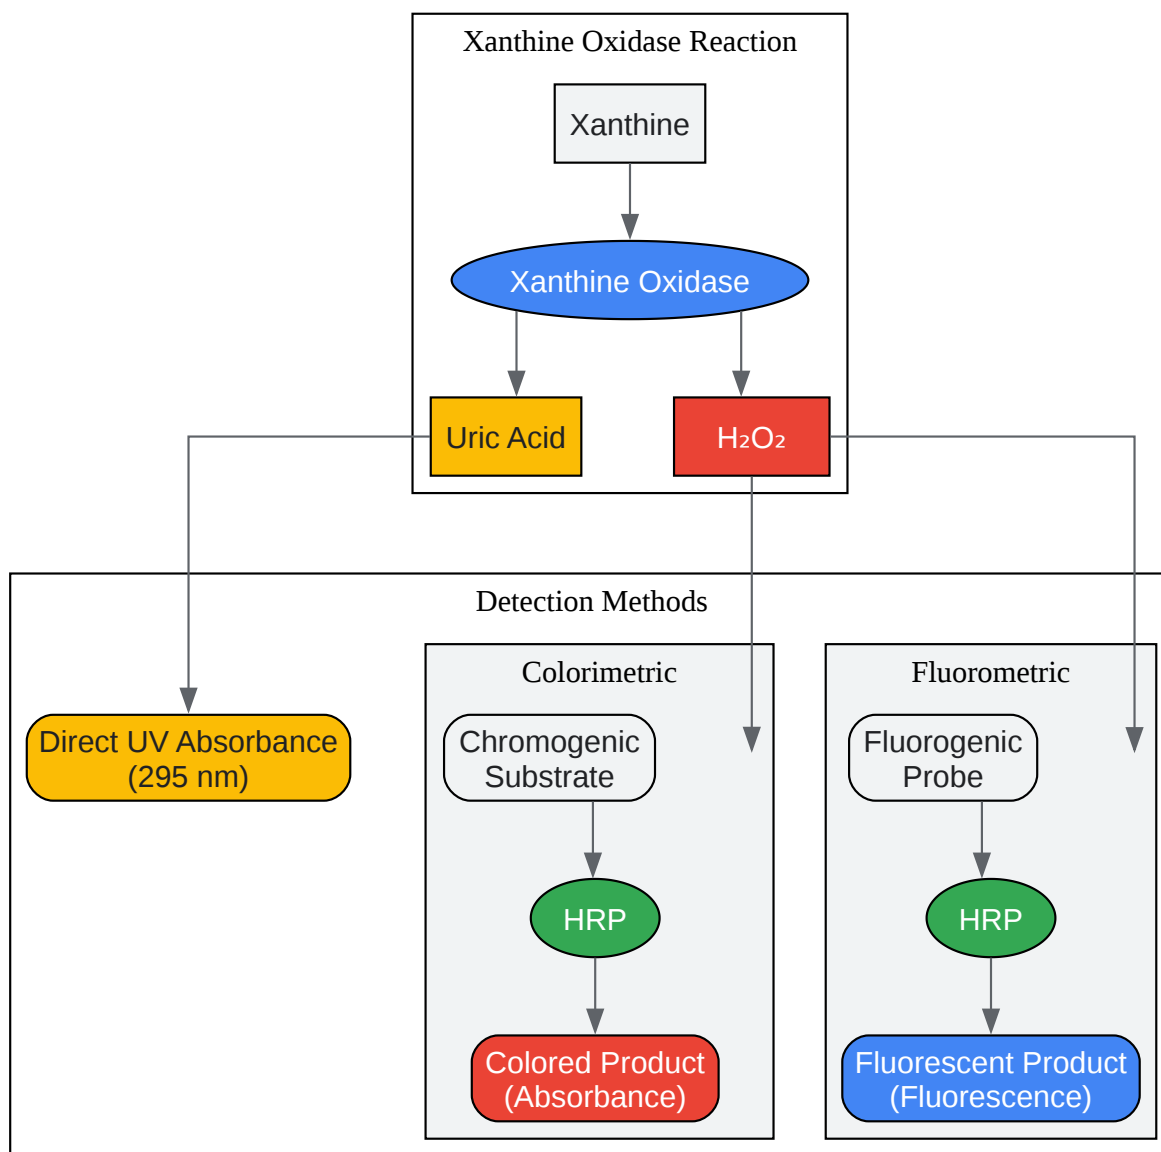 Xanthine Oxidase Reaction
Xanthine
Xanthine Oxidase
Uric Acid
H₂O₂
Detection Methods
Direct UV Absorbance
(295 nm)
Colorimetric
Chromogenic
Substrate
HRP
Colored Product
(Absorbance)
Fluorometric
Fluorogenic
Probe
HRP
Fluorescent Product
(Fluorescence)